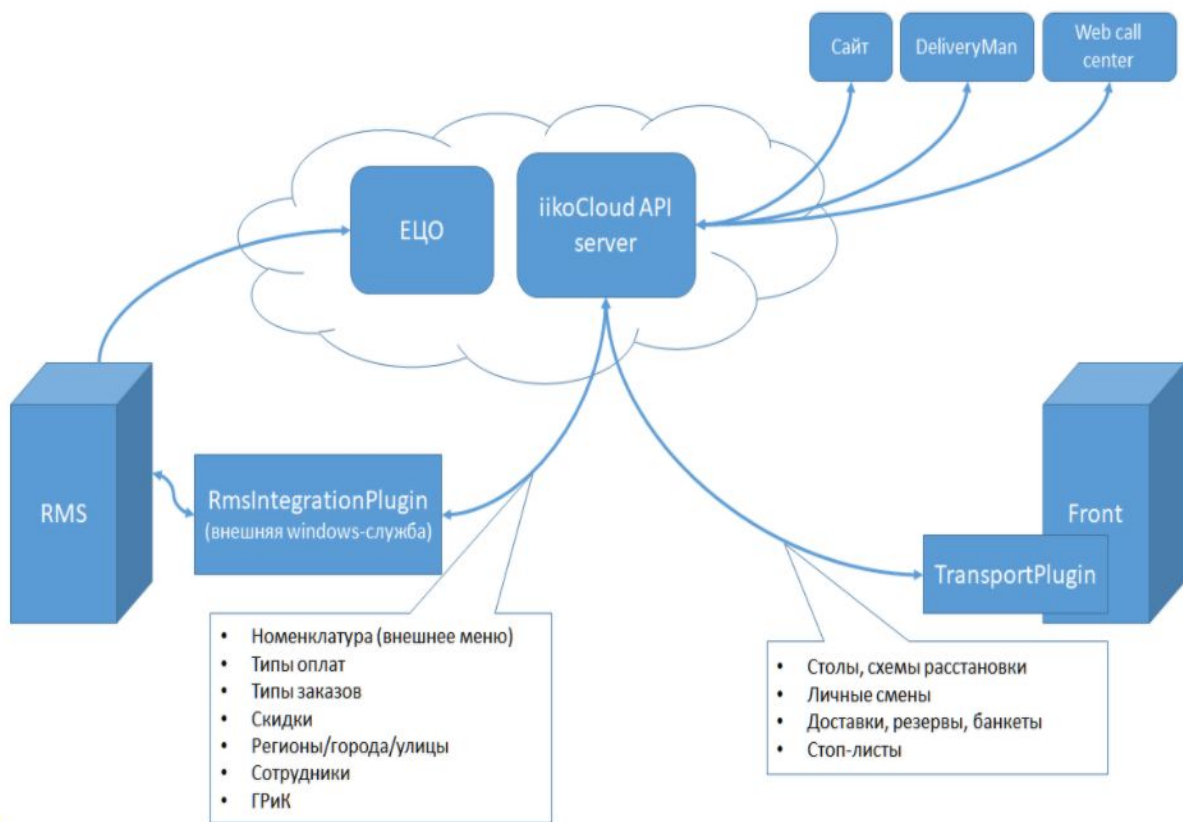 Сайт
DeliveryMan
Web call
center
ЕЦО
iikoCloud API
server
RMS
RmsIntegrationPlugin
(внешняя windows-служба)
Front
TransportPlugin
• Номенклатура (внешнее меню)
• Типы оплат
• Типы заказов
• Скидки
• Регионы/города/улицы
• Сотрудники
• ГРиК
• Столы, схемы расстановки
• Личные смены
• Доставки, резервы, банкеты
• Стоп-листы